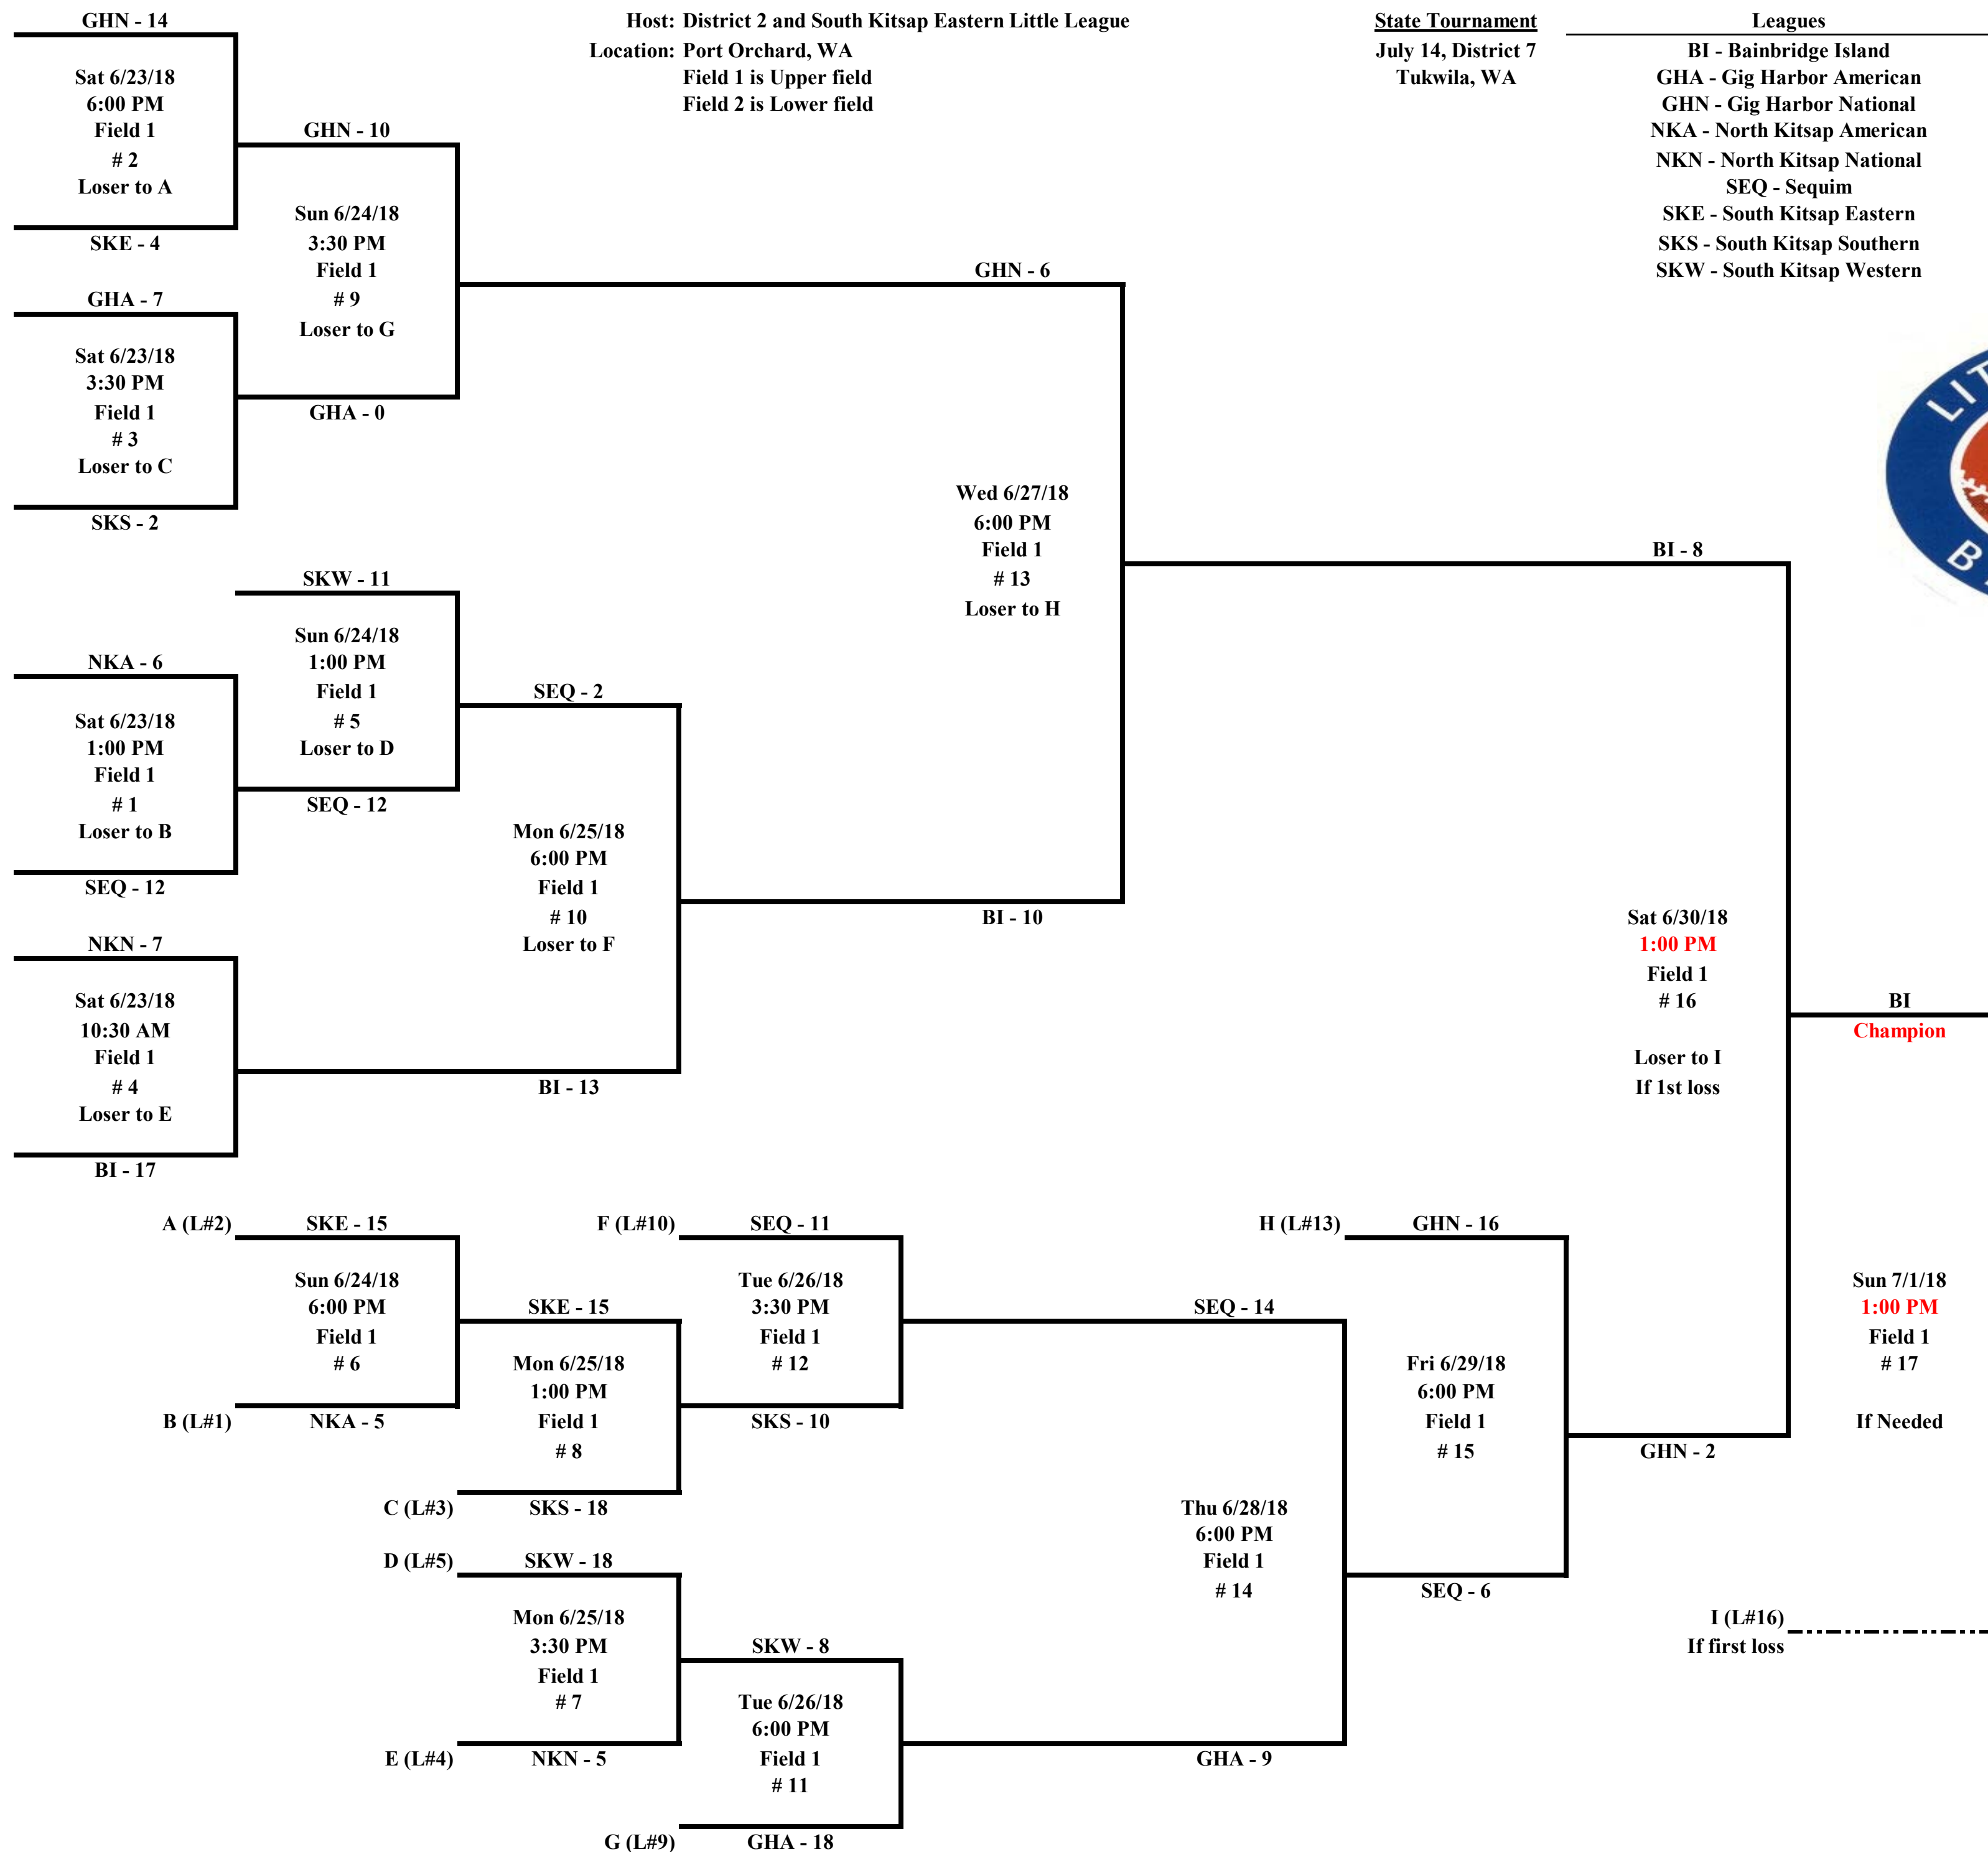 Host: District 2 and South Kitsap Eastern Little League
Location: Port Orchard, WA
Field 1 is Upper field
Field 2 is Lower field
State Tournament
July 14, District 7
Tukwila, WA
Leagues
BI - Bainbridge Island
GHA - Gig Harbor American
GHN - Gig Harbor National
NKA - North Kitsap American
NKN - North Kitsap National
SEQ - Sequim
SKE - South Kitsap Eastern
SKS - South Kitsap Southern
SKW - South Kitsap Western
GHN - 14
Sat 6/23/18
6:00 PM
Field 1
# 2
Loser to A
SKE - 4
GHA - 7
Sat 6/23/18
3:30 PM
Field 1
# 3
Loser to C
SKS - 2
NKA - 6
Sat 6/23/18
1:00 PM
Field 1
# 1
Loser to B
SEQ - 12
NKN - 7
Sat 6/23/18
10:30 AM
Field 1
# 4
Loser to E
BI - 17
GHN - 10
Sun 6/24/18
3:30 PM
Field 1
# 9
Loser to G
GHA - 0
SKW - 11
Sun 6/24/18
1:00 PM
Field 1
# 5
Loser to D
SEQ - 12
SEQ - 2
Mon 6/25/18
6:00 PM
Field 1
# 10
Loser to F
BI - 13
GHN - 6
Wed 6/27/18
6:00 PM
Field 1
# 13
Loser to H
BI - 10
BI - 8
Sat 6/30/18
1:00 PM
Field 1
# 16
Loser to I
If 1st loss
GHN - 2
BI
Champion
A (L#2)
SKE - 15
Sun 6/24/18
6:00 PM
Field 1
# 6
B (L#1)
NKA - 5
SKE - 15
Mon 6/25/18
1:00 PM
Field 1
# 8
C (L#3)
SKS - 18
D (L#5)
SKW - 18
Mon 6/25/18
3:30 PM
Field 1
# 7
E (L#4)
NKN - 5
F (L#10)
SEQ - 11
Tue 6/26/18
3:30 PM
Field 1
# 12
SKS - 10
SKW - 8
Tue 6/26/18
6:00 PM
Field 1
# 11
G (L#9)
GHA - 18
SEQ - 14
Thu 6/28/18
6:00 PM
Field 1
# 14
GHA - 9
H (L#13)
GHN - 16
Fri 6/29/18
6:00 PM
Field 1
# 15
SEQ - 6
Sun 7/1/18
1:00 PM
Field 1
# 17
If Needed
I (L#16)
If first loss